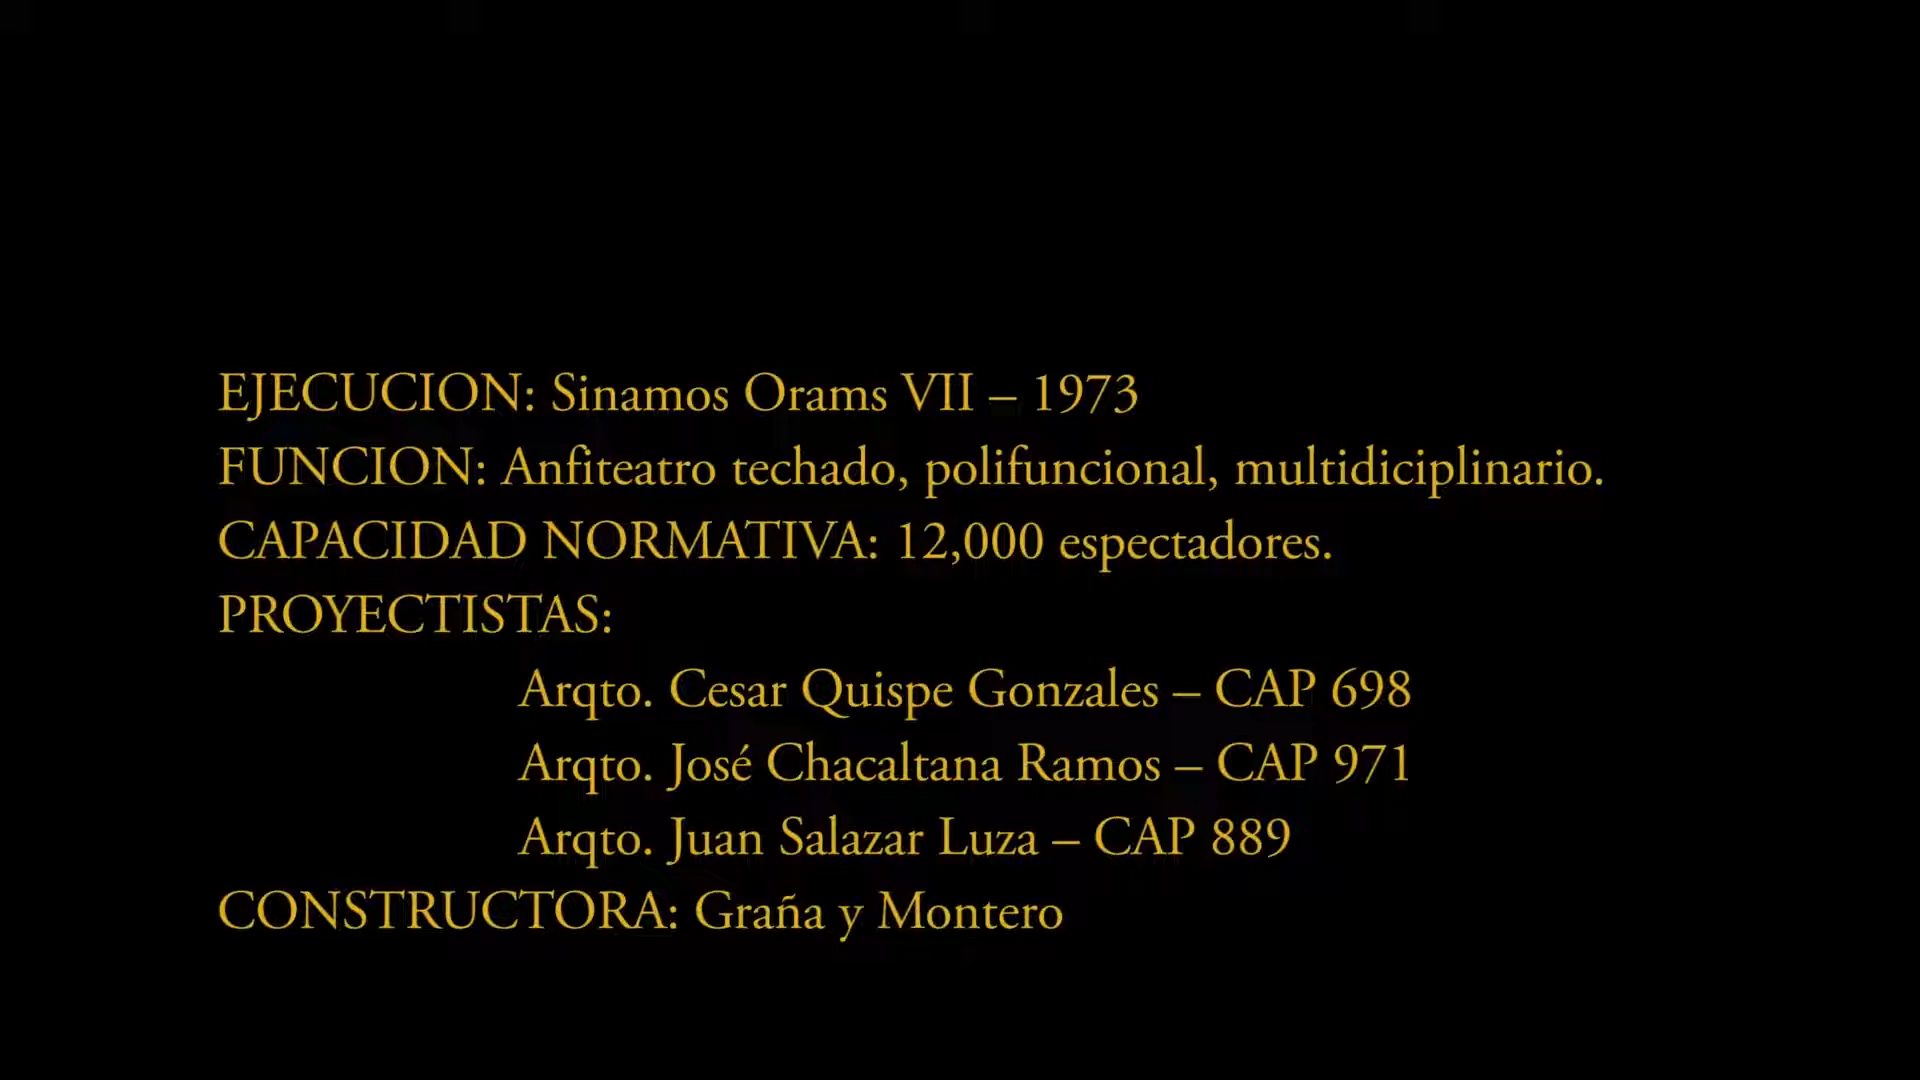 EJECUCION: Sinamos Orams VII – 1973
FUNCION: Anfiteatro techado, polifuncional, multidiciplinario.
CAPACIDAD NORMATIVA: 12,000 espectadores.
PROYECTISTAS:
Arqto. Cesar Quispe Gonzales – CAP 698
Arqto. José Chacaltana Ramos – CAP 971
Arqto. Juan Salazar Luza – CAP 889
CONSTRUCTORA: Graña y Montero